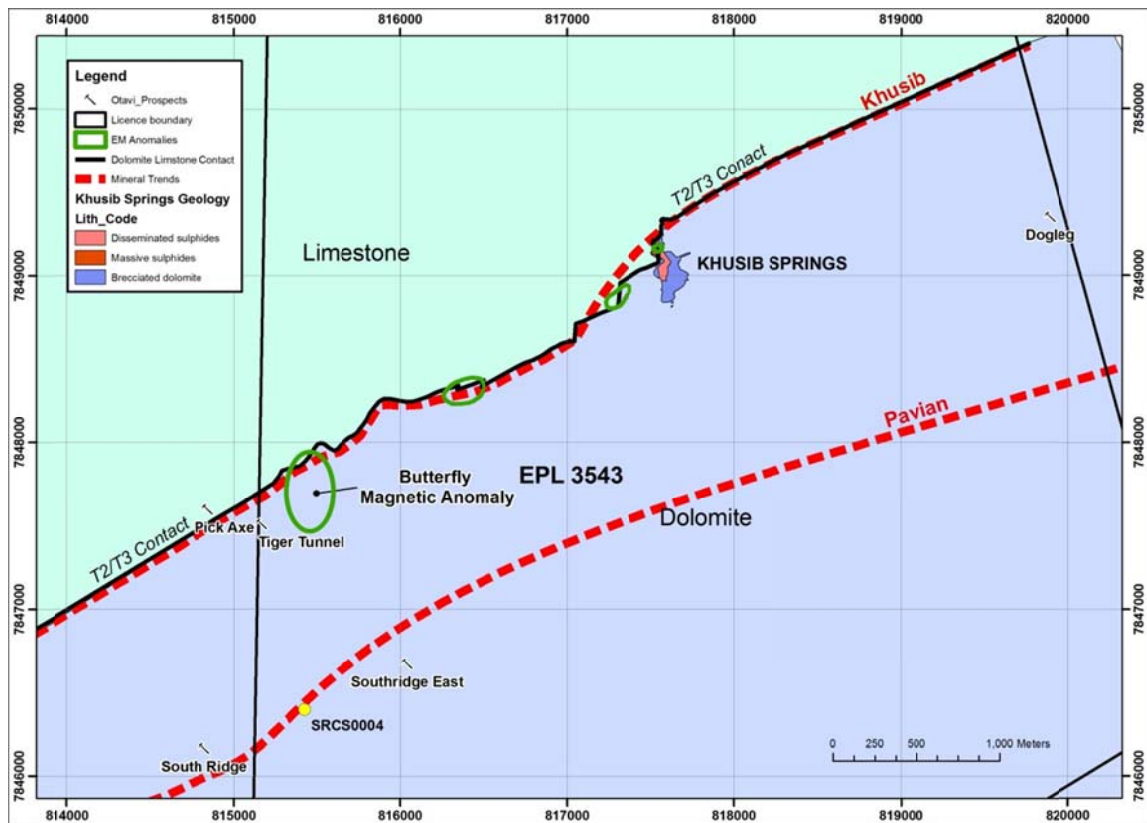 814000 815000 816000 817000 818000 819000 820000
Legend
Otavi_Prospects
Licence boundary
EM Anomalies
Dolomite Limstone Contact
Mineral Trends
Khusib Springs Geology
Lith_Code
Disseminated sulphides
Massive sulphides
Brecciated dolomite
7850000
7850000
Khusib
T2/T3 Conact
Limestone
Dogleg
KHUSIB SPRINGS
7849000
7849000
Pavian
7848000
7848000
Butterfly
Magnetic Anomaly
EPL 3543
Dolomite
Pick Axe
Tiger Tunnel
T2/T3 Contact
7847000
7847000
Southridge East
SRCS0004
South Ridge
0 250 500 1,000 Meters
7846000
7846000
814000 815000 816000 817000 818000 819000 820000